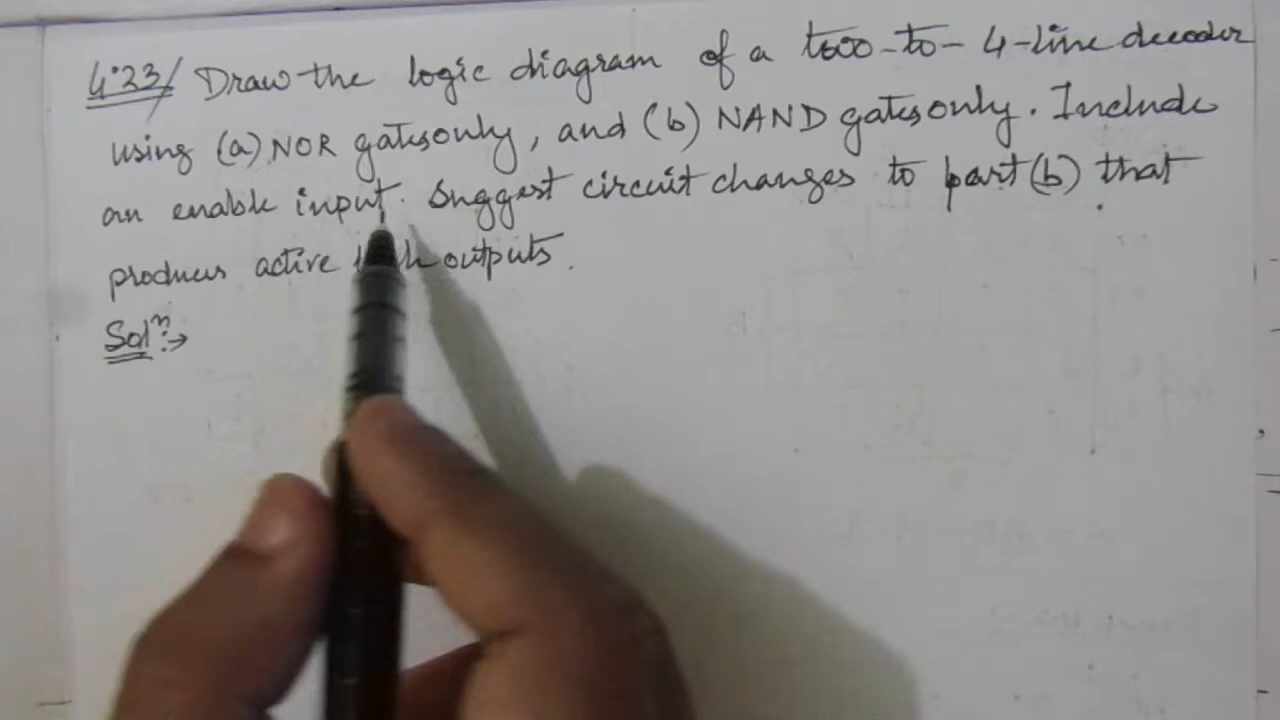 4.23/ Draw the logic diagram of a two-to-4-line decoder
using (a) NOR gates only, and (b) NAND gates only. Include
an enable input. Suggest circuit changes to part (b) that
produces active outputs.
Solⁿ:→